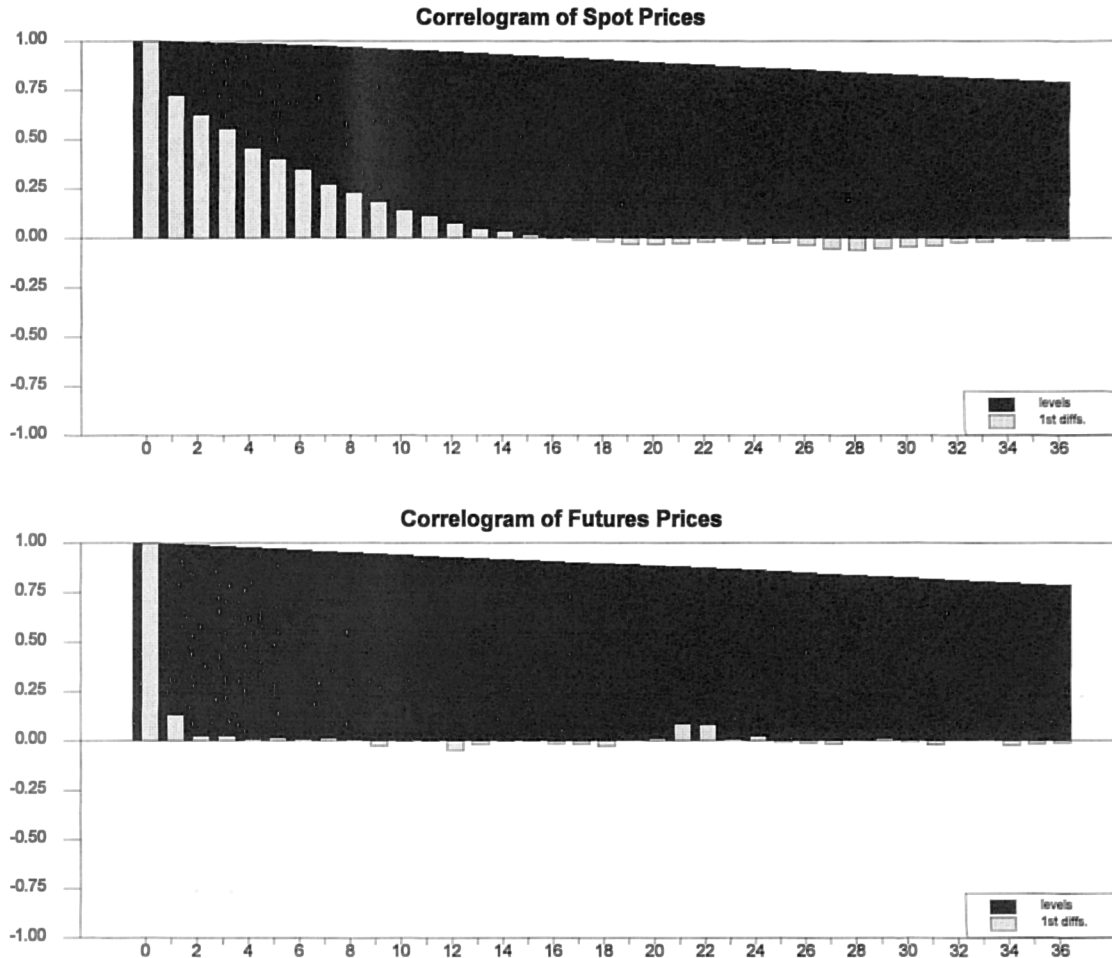 Correlogram of Spot Prices
1.00
0.75
0.50
0.25
0.00
-0.25
-0.50
-0.75
-1.00
levels
1st diffs.
0 2 4 6 8 10 12 14 16 18 20 22 24 26 28 30 32 34 36
Correlogram of Futures Prices
1.00
0.75
0.50
0.25
0.00
-0.25
-0.50
-0.75
-1.00
levels
1st diffs.
0 2 4 6 8 10 12 14 16 18 20 22 24 26 28 30 32 34 36